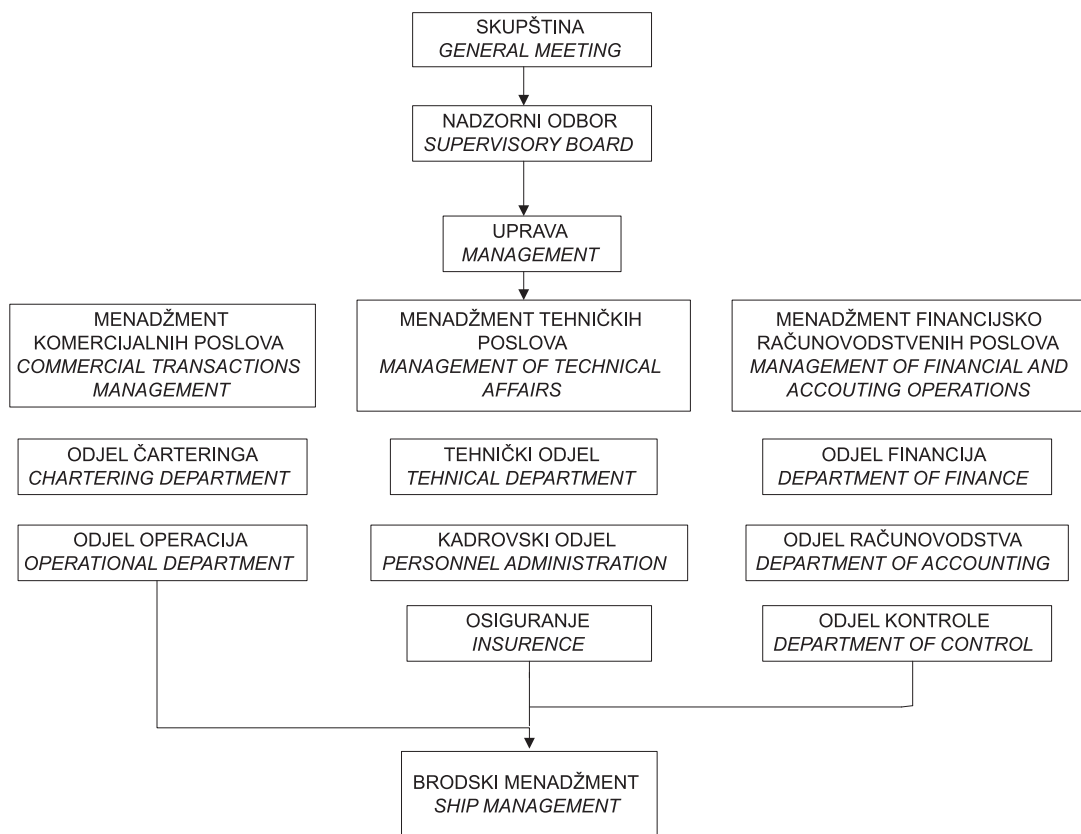 SKUPŠTINA
GENERAL MEETING
NADZORNI ODBOR
SUPERVISORY BOARD
UPRAVA
MANAGEMENT
MENADŽMENT
KOMERCIJALNIH POSLOVA
COMMERCIAL TRANSACTIONS
MANAGEMENT
MENADŽMENT TEHNIČKIH
POSLOVA
MANAGEMENT OF TECHNICAL
AFFAIRS
MENADŽMENT FINANCIJSKO
RAČUNOVODSTVENIH POSLOVA
MANAGEMENT OF FINANCIAL AND
ACCOUTING OPERATIONS
ODJEL ČARTERINGA
CHARTERING DEPARTMENT
TEHNIČKI ODJEL
TEHNICAL DEPARTMENT
ODJEL FINANCIJA
DEPARTMENT OF FINANCE
ODJEL OPERACIJA
OPERATIONAL DEPARTMENT
KADROVSKI ODJEL
PERSONNEL ADMINISTRATION
ODJEL RAČUNOVODSTVA
DEPARTMENT OF ACCOUNTING
OSIGURANJE
INSURENCE
ODJEL KONTROLE
DEPARTMENT OF CONTROL
BRODSKI MENADŽMENT
SHIP MANAGEMENT